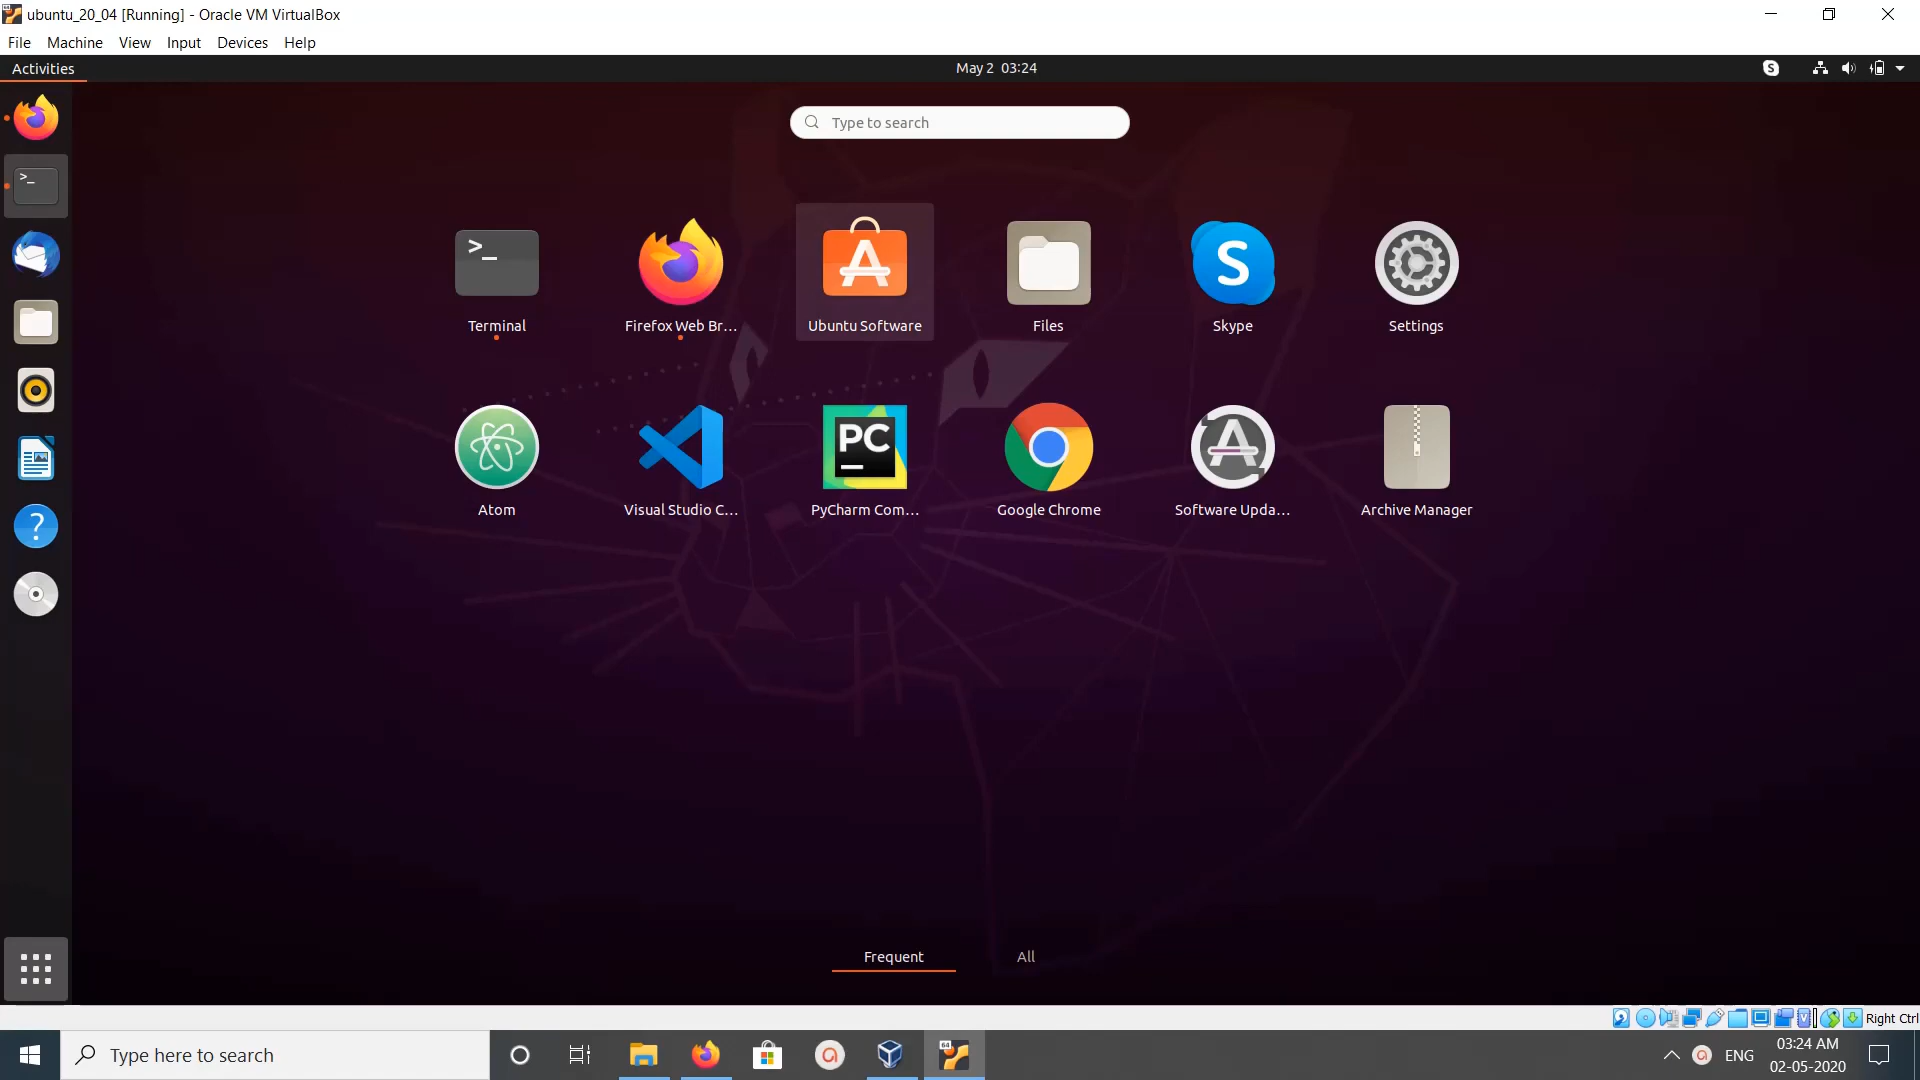 ubuntu_20_04 [Running] - Oracle VM VirtualBox
File Machine View Input Devices Help
Activities
May 2 03:24
S
Type to search
>_
Terminal
Firefox Web Br...
Ubuntu Software
Files
S
Skype
Settings
?
Atom
Visual Studio C...
PC
PyCharm Com...
Google Chrome
A
Software Upda...
Archive Manager
Frequent
All
Right Ctrl
Type here to search
64
ENG
03:24 AM
02-05-2020